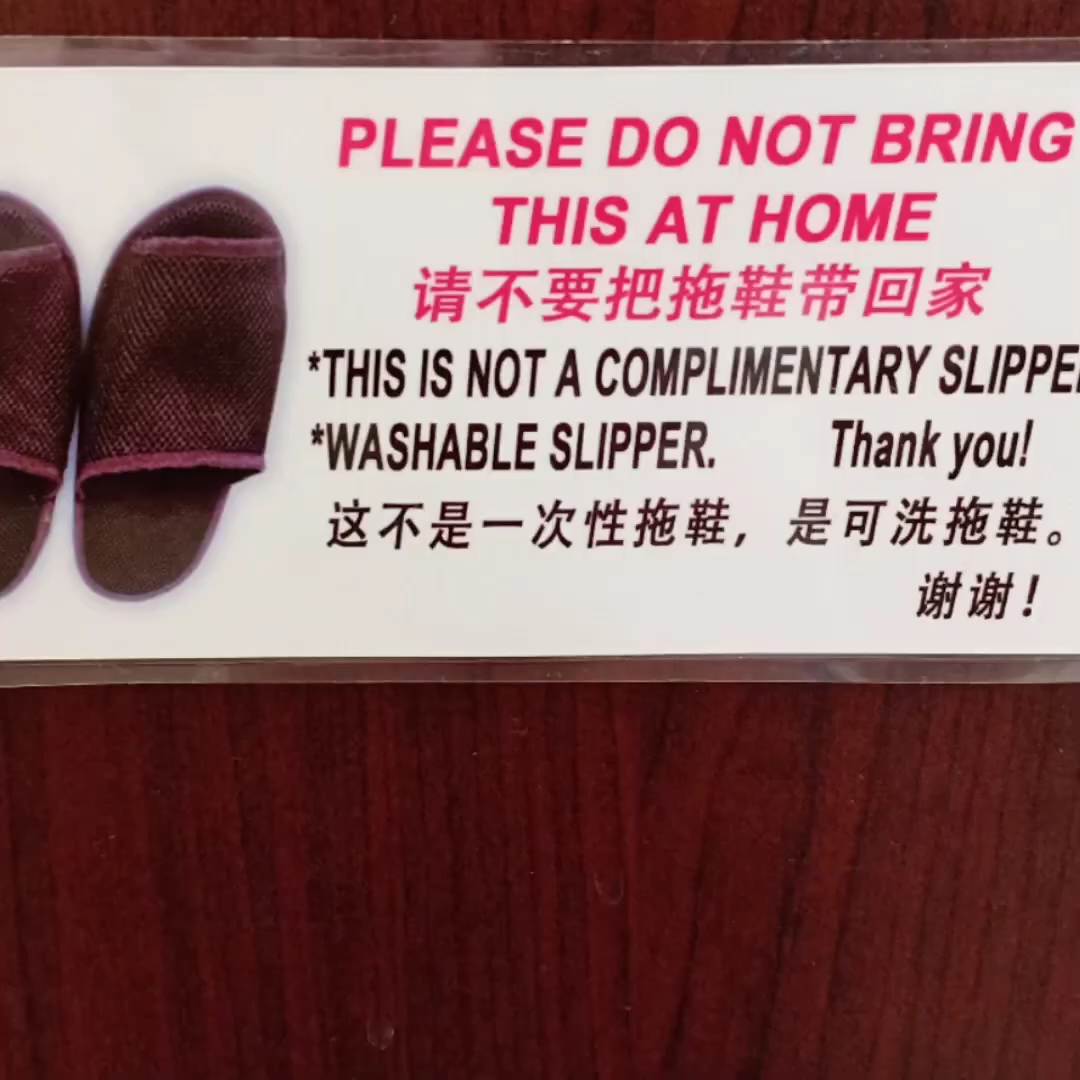 PLEASE DO NOT BRING
THIS AT HOME
请不要把拖鞋带回家
*THIS IS NOT A COMPLIMENTARY SLIPPE
*WASHABLE SLIPPER. Thank you!
这不是一次性拖鞋，是可洗拖鞋。
谢谢！